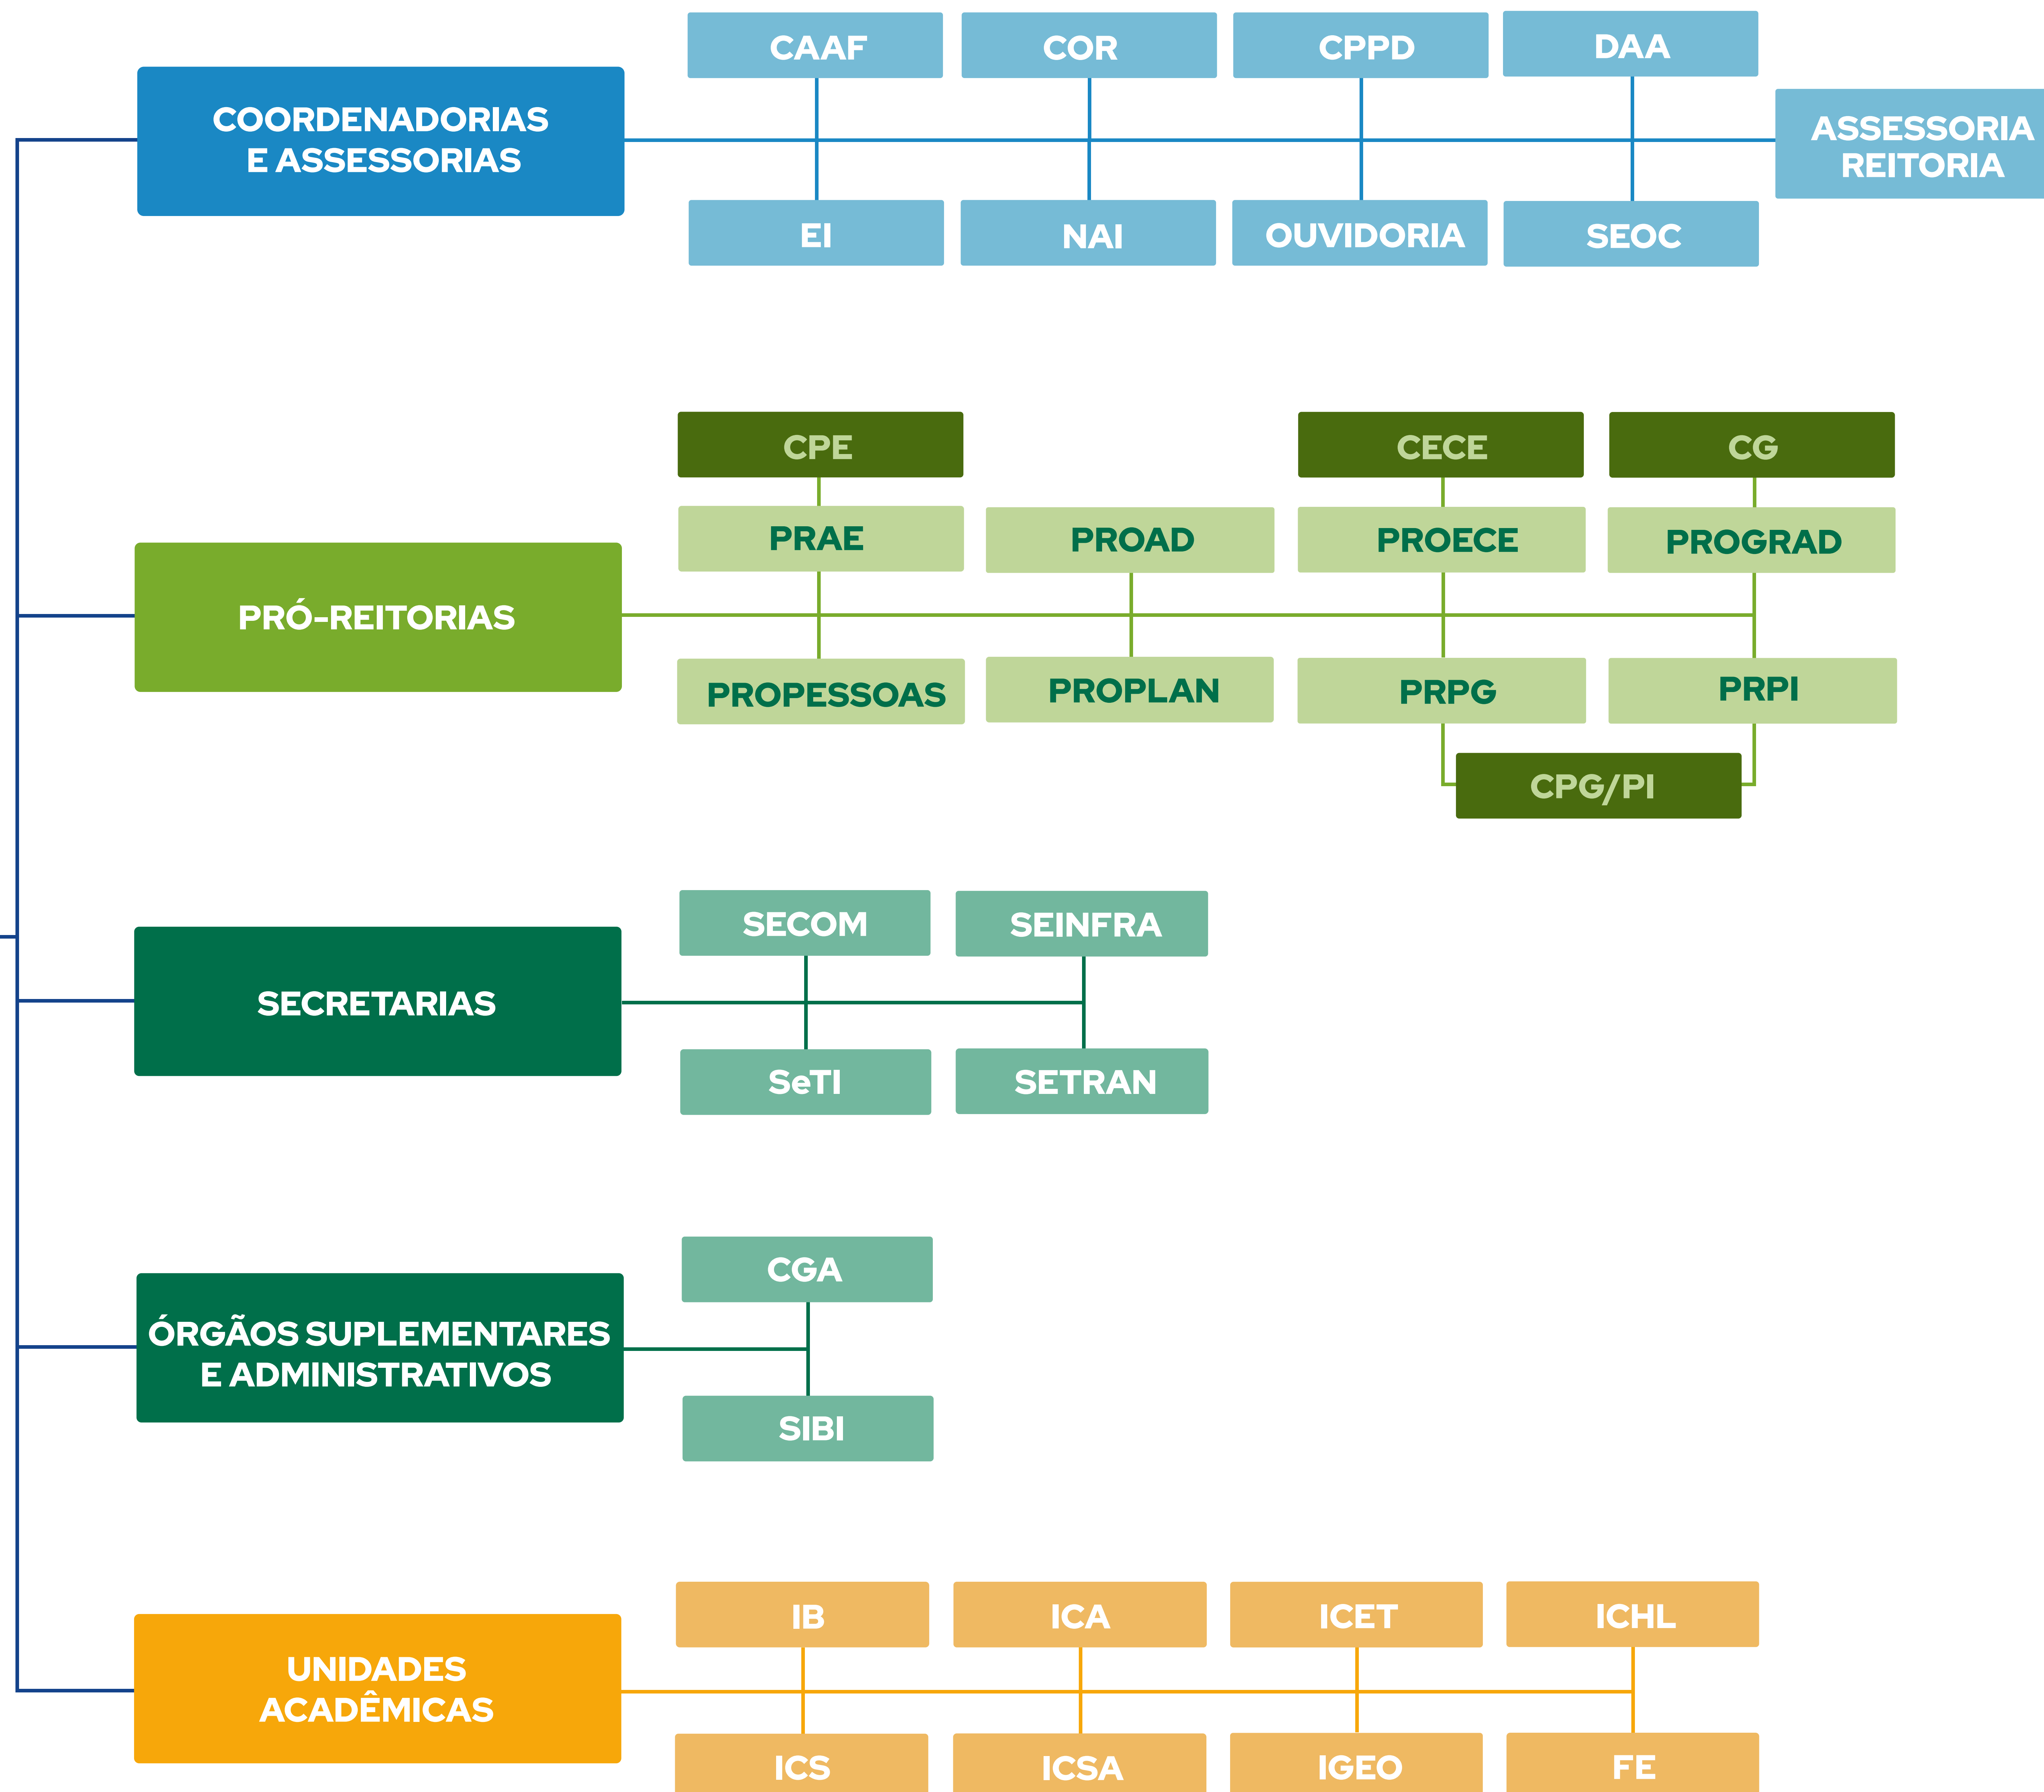 CAAF
COR
CPPD
DAA
COORDENADORIAS
E ASSESSORIAS
ASSESSORIA
REITORIA
EI
NAI
OUVIDORIA
SEOC
CPE
CECE
CG
PRAE
PROAD
PROECE
PROGRAD
PRÓ-REITORIAS
PROPESSOAS
PROPLAN
PRPG
PRPI
CPG/PI
SECOM
SEINFRA
SECRETARIAS
SeTI
SETRAN
CGA
ÓRGÃOS SUPLEMENTARES
E ADMINISTRATIVOS
SIBI
IB
ICA
ICET
ICHL
UNIDADES
ACADÊMICAS
ICS
ICSA
IGEO
FE